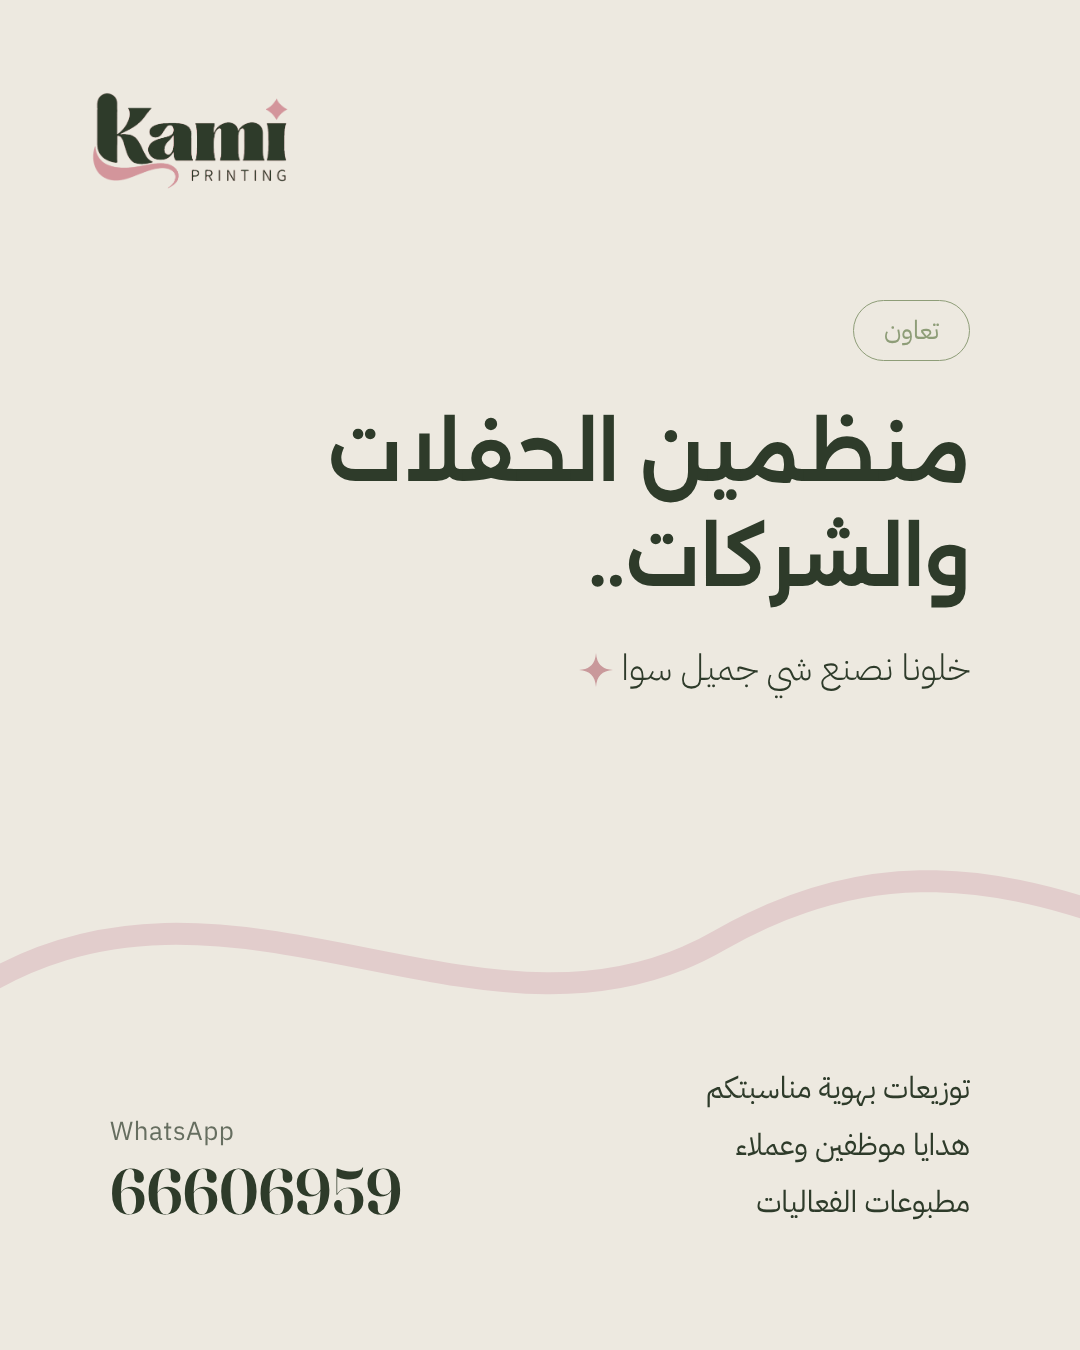 Kami
PRINTING
تعاون
منظمين الحفلات
والشركات..
خلونا نصنع شي جميل سوا
توزيعات بهوية مناسبتكم
هدايا موظفين وعملاء
مطبوعات الفعاليات
WhatsApp
66606959